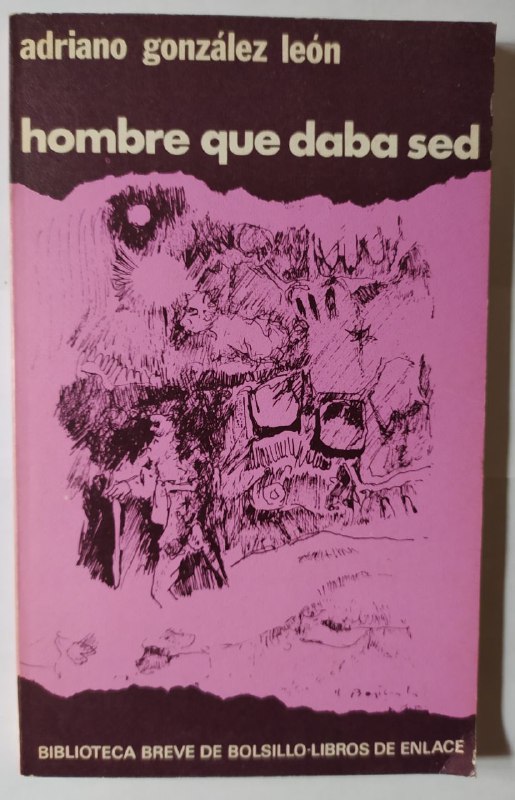 adriano gonzález león
hombre que daba sed
BIBLIOTECA BREVE DE BOLSILLO·LIBROS DE ENLACE